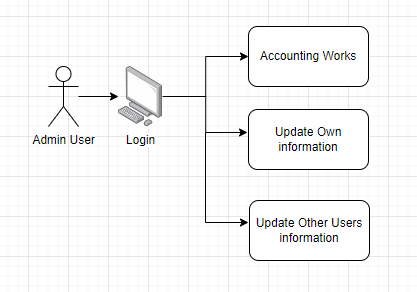 Accounting Works
Admin User
Login
Update Own
information
Update Other Users
information